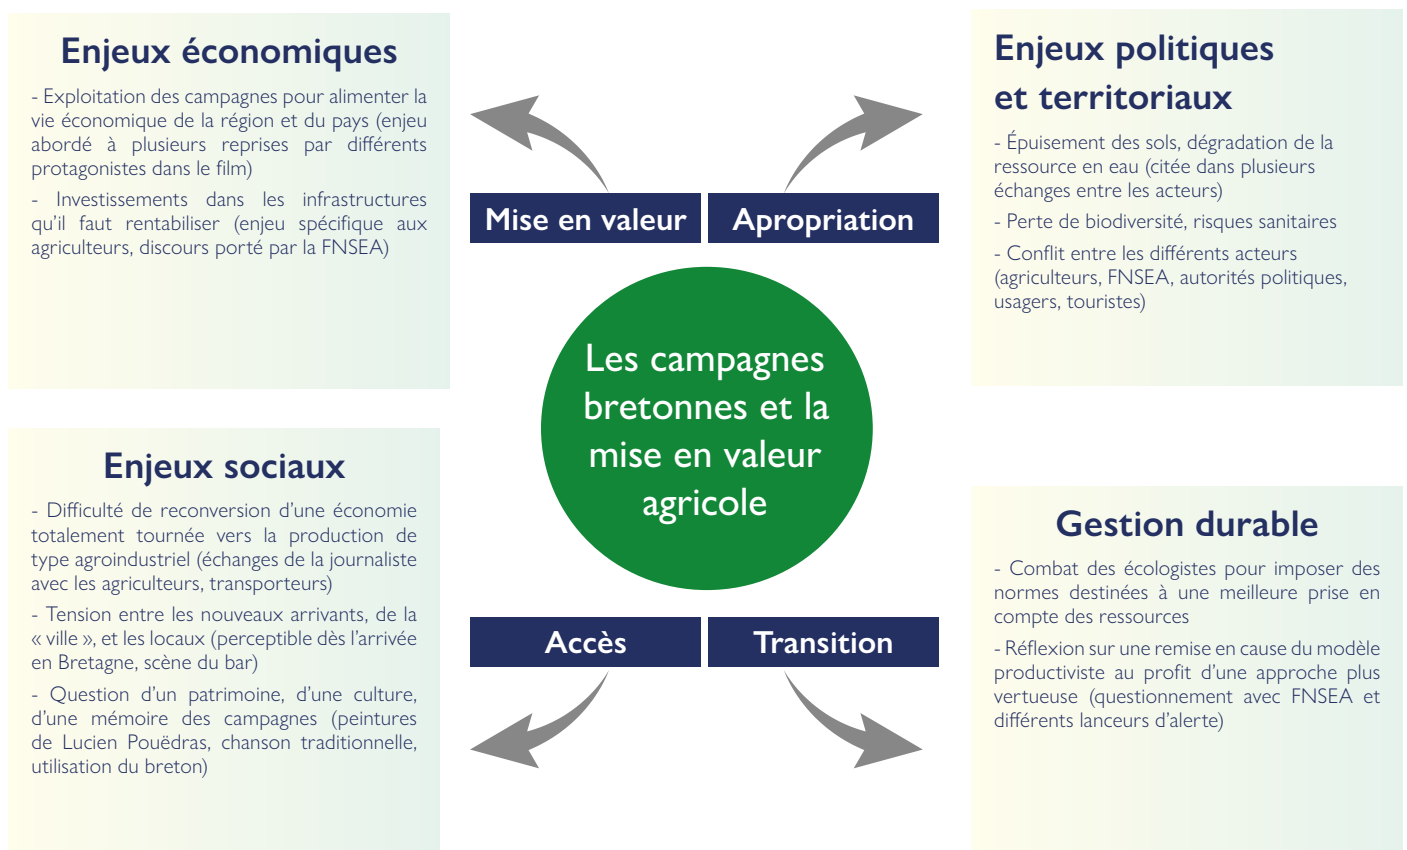 Enjeux économiques
- Exploitation des campagnes pour alimenter la
vie économique de la région et du pays (enjeu
abordé à plusieurs reprises par différents
protagonistes dans le film)
- Investissements dans les infrastructures
qu'il faut rentabiliser (enjeu spécifique aux
agriculteurs, discours porté par la FNSEA)
Enjeux politiques
et territoriaux
- Épuisement des sols, dégradation de la
ressource en eau (citée dans plusieurs
échanges entre les acteurs)
- Perte de biodiversité, risques sanitaires
- Conflit entre les différents acteurs
(agriculteurs, FNSEA, autorités politiques,
usagers, touristes)
Mise en valeur
Apropriation
Les campagnes
bretonnes et la
mise en valeur
agricole
Accès
Transition
Enjeux sociaux
- Difficulté de reconversion d'une économie
totalement tournée vers la production de
type agroindustriel (échanges de la journaliste
avec les agriculteurs, transporteurs)
- Tension entre les nouveaux arrivants, de la
« ville », et les locaux (perceptible dès l'arrivée
en Bretagne, scène du bar)
- Question d'un patrimoine, d'une culture,
d'une mémoire des campagnes (peintures
de Lucien Pouëdras, chanson traditionnelle,
utilisation du breton)
Gestion durable
- Combat des écologistes pour imposer des
normes destinées à une meilleure prise en
compte des ressources
- Réflexion sur une remise en cause du modèle
productiviste au profit d'une approche plus
vertueuse (questionnement avec FNSEA et
différents lanceurs d'alerte)